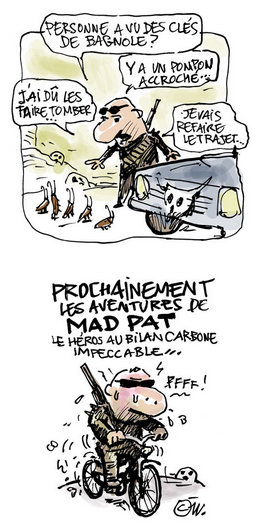 PERSONNE A VU DES CLÉS
DE BAGNOLE ?
Y A UN PONPON
ACCROCHÉ...
J'AI DÛ LES
FAIRE TOMBER...
JE VAIS
REFAIRE
LE TRAJET...
PROCHAINEMENT
LES AVENTURES DE
MAD PAT
LE HÉROS AU BILAN CARBONE
IMPECCABLE...
PFFF !